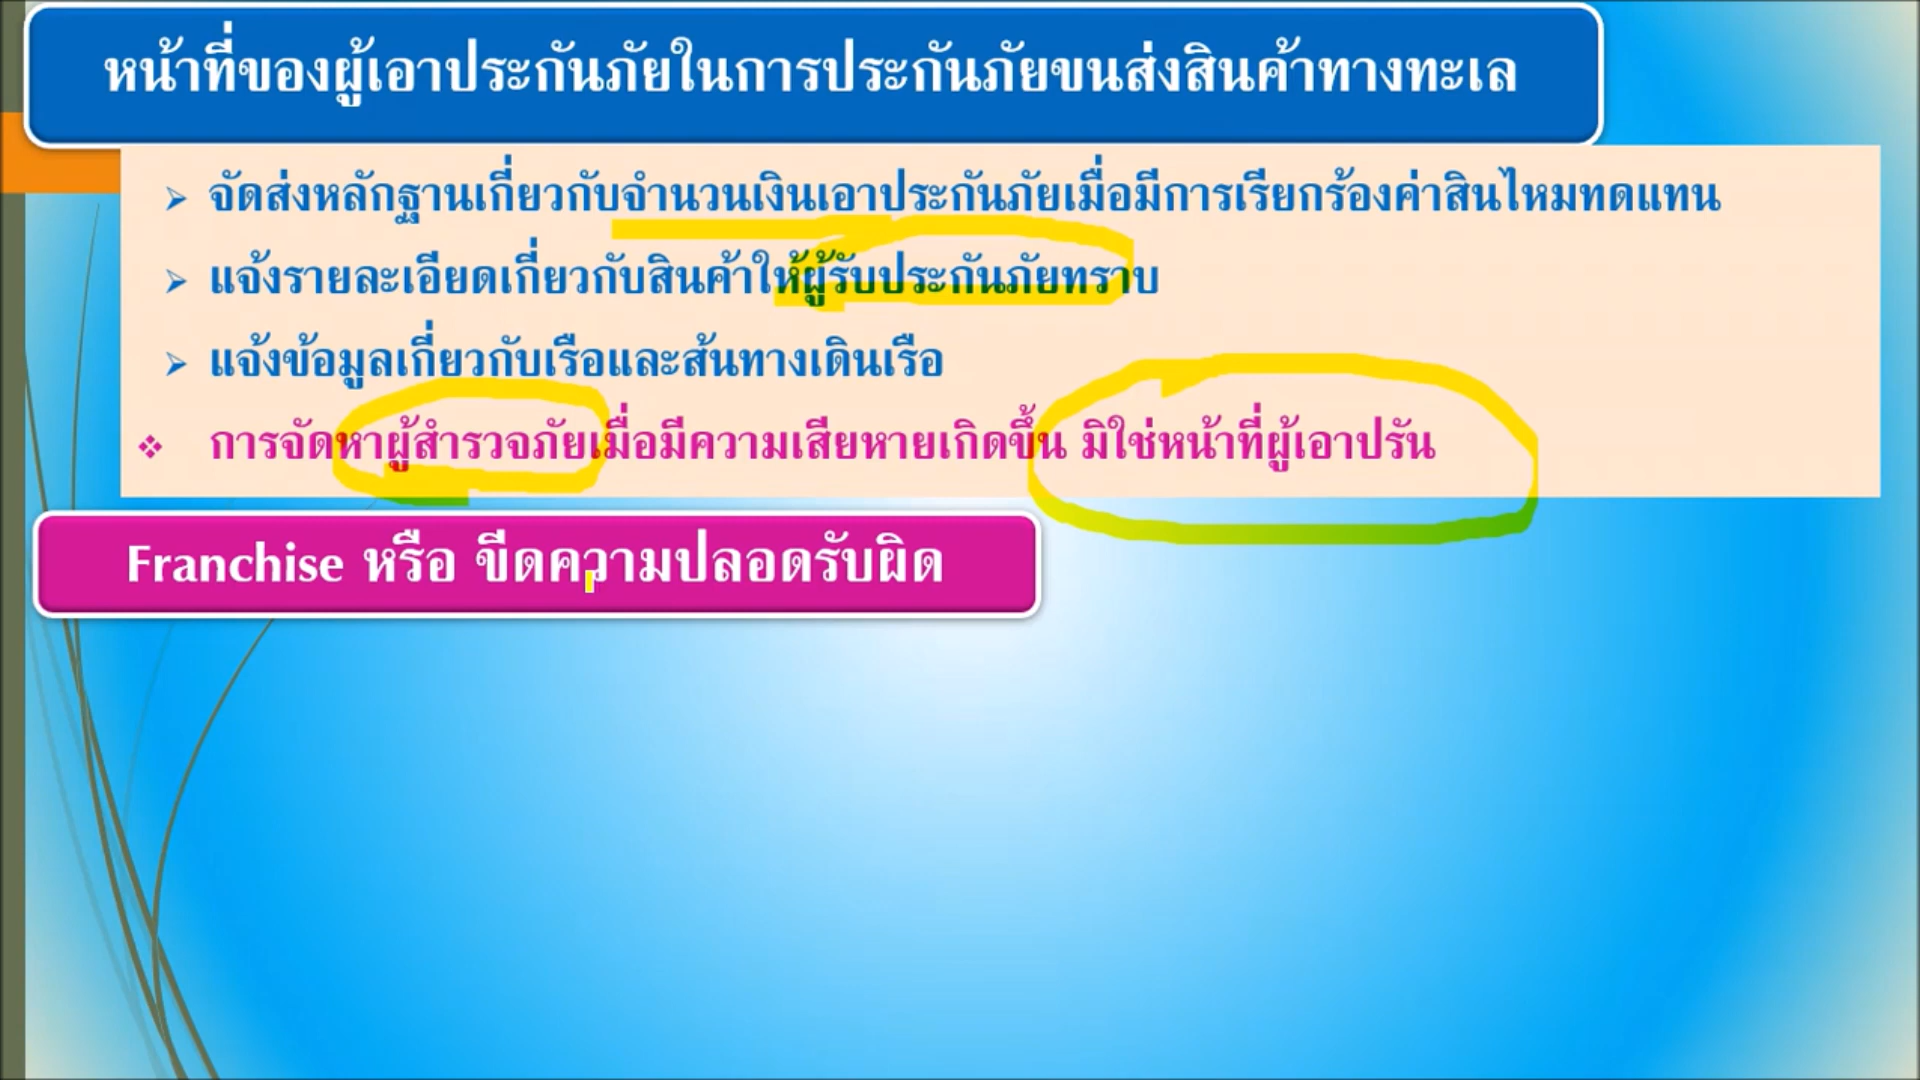 หน้าที่ของผู้เอาประกันภัยในการประกันภัยขนส่งสินค้าทางทะเล
จัดส่งหลักฐานเกี่ยวกับจำนวนเงินเอาประกันภัยเมื่อมีการเรียกร้องค่าสินไหมทดแทน
แจ้งรายละเอียดเกี่ยวกับสินค้าให้ผู้รับประกันภัยทราบ
แจ้งข้อมูลเกี่ยวกับเรือและส้นทางเดินเรือ
การจัดหาผู้สำรวจภัยเมื่อมีความเสียหายเกิดขึ้น มิใช่หน้าที่ผู้เอาปรัน
Franchise หรือ ขีดความปลอดรับผิด